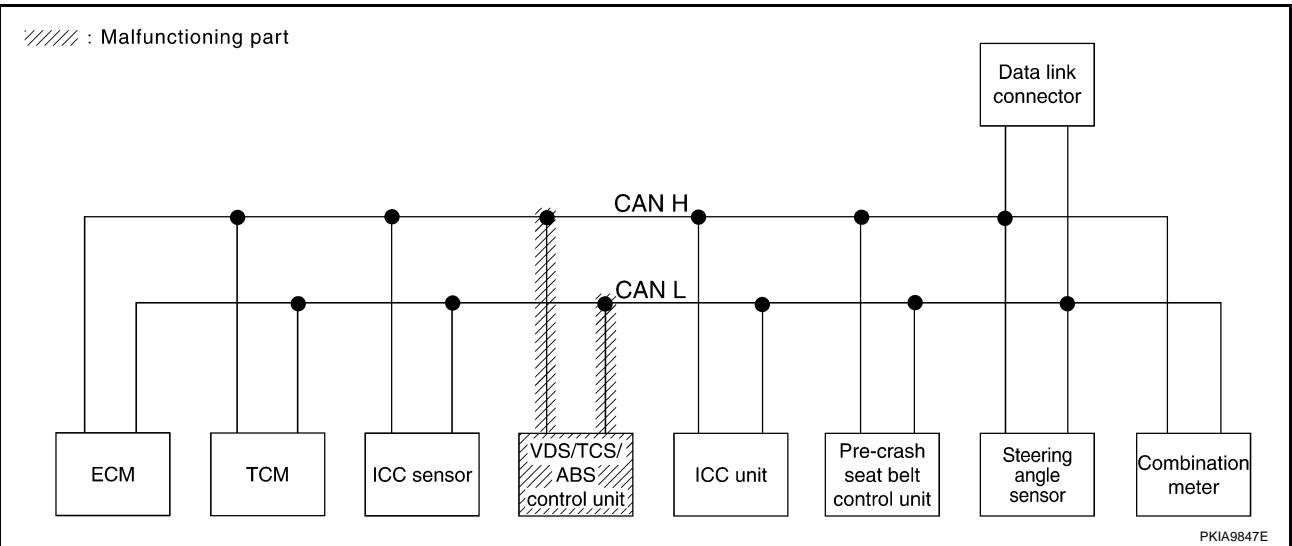 : Malfunctioning part
Data link
connector
CAN H
CAN L
ECM
TCM
ICC sensor
VDS/TCS/
ABS
control unit
ICC unit
Pre-crash
seat belt
control unit
Steering
angle
sensor
Combination
meter
PKIA9847E